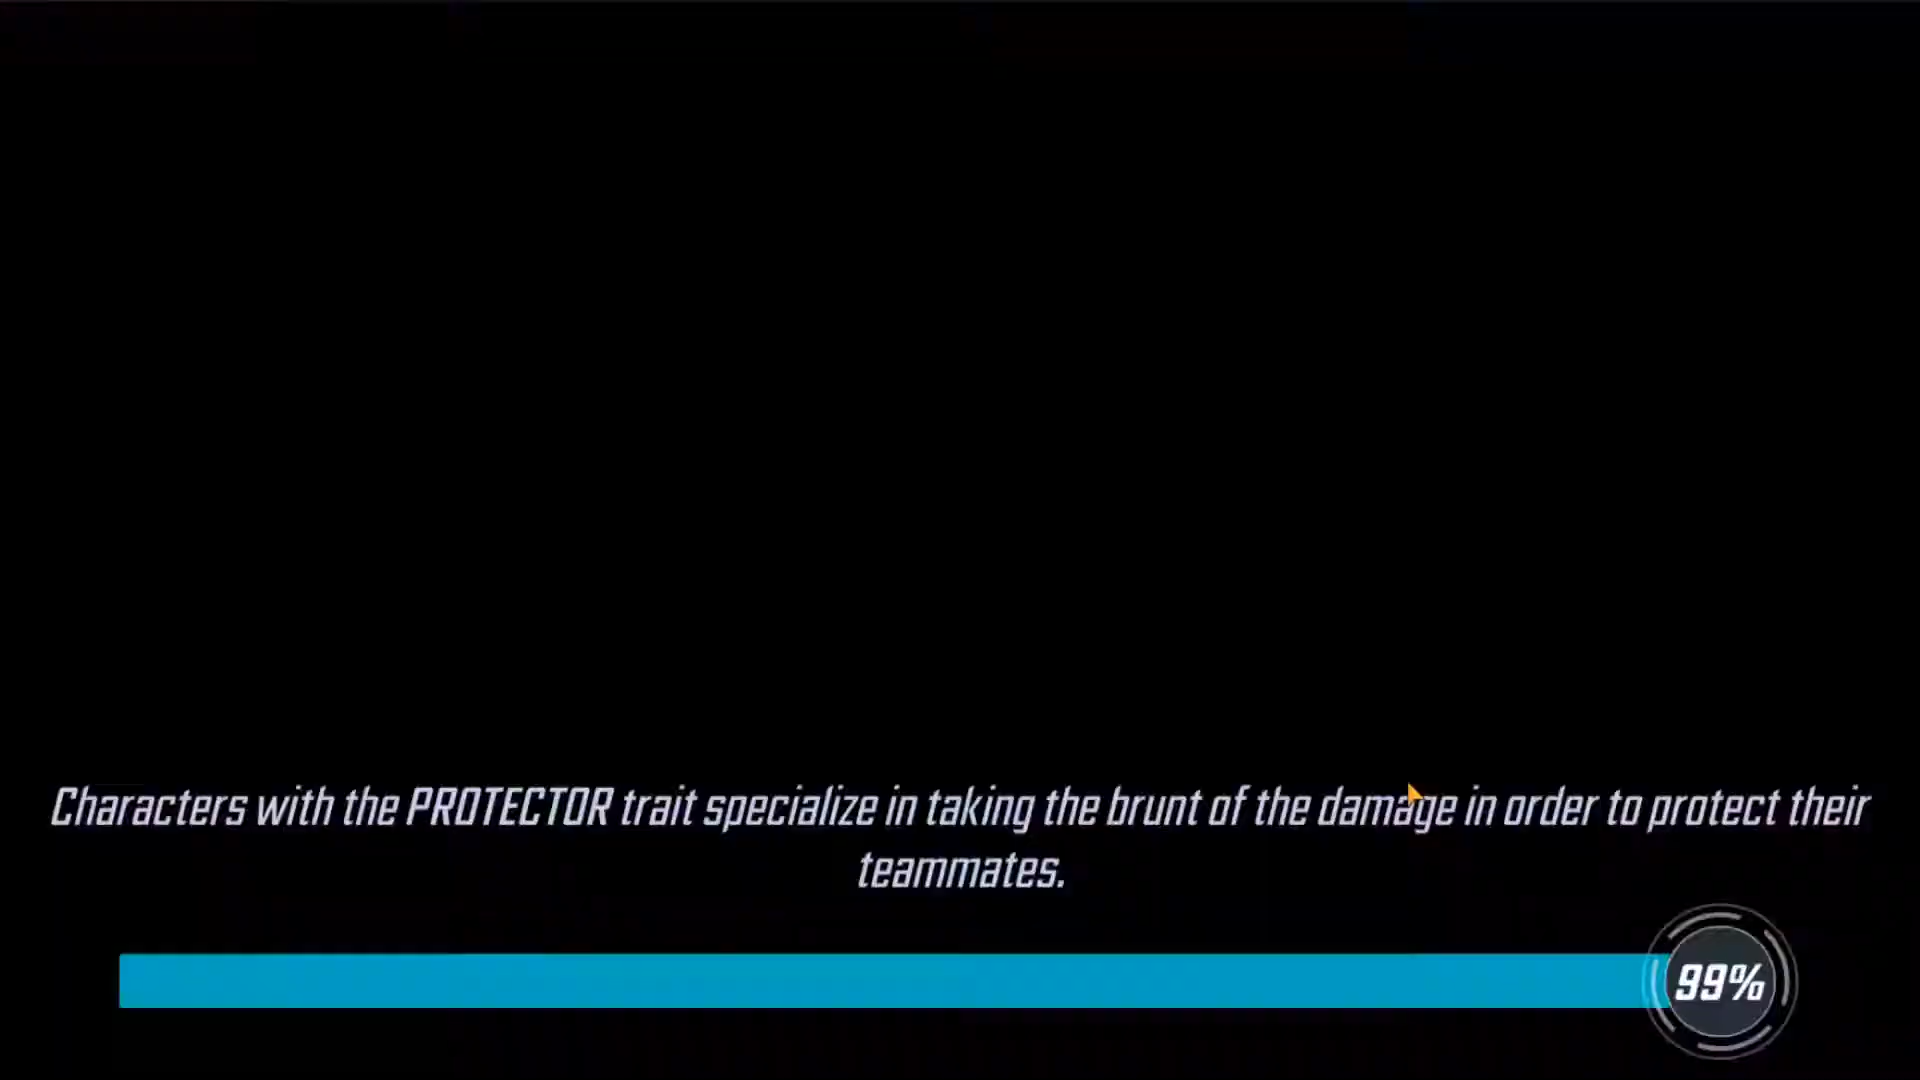 Characters with the PROTECTOR trait specialize in taking the brunt of the damage in order to protect their
teammates.
99%